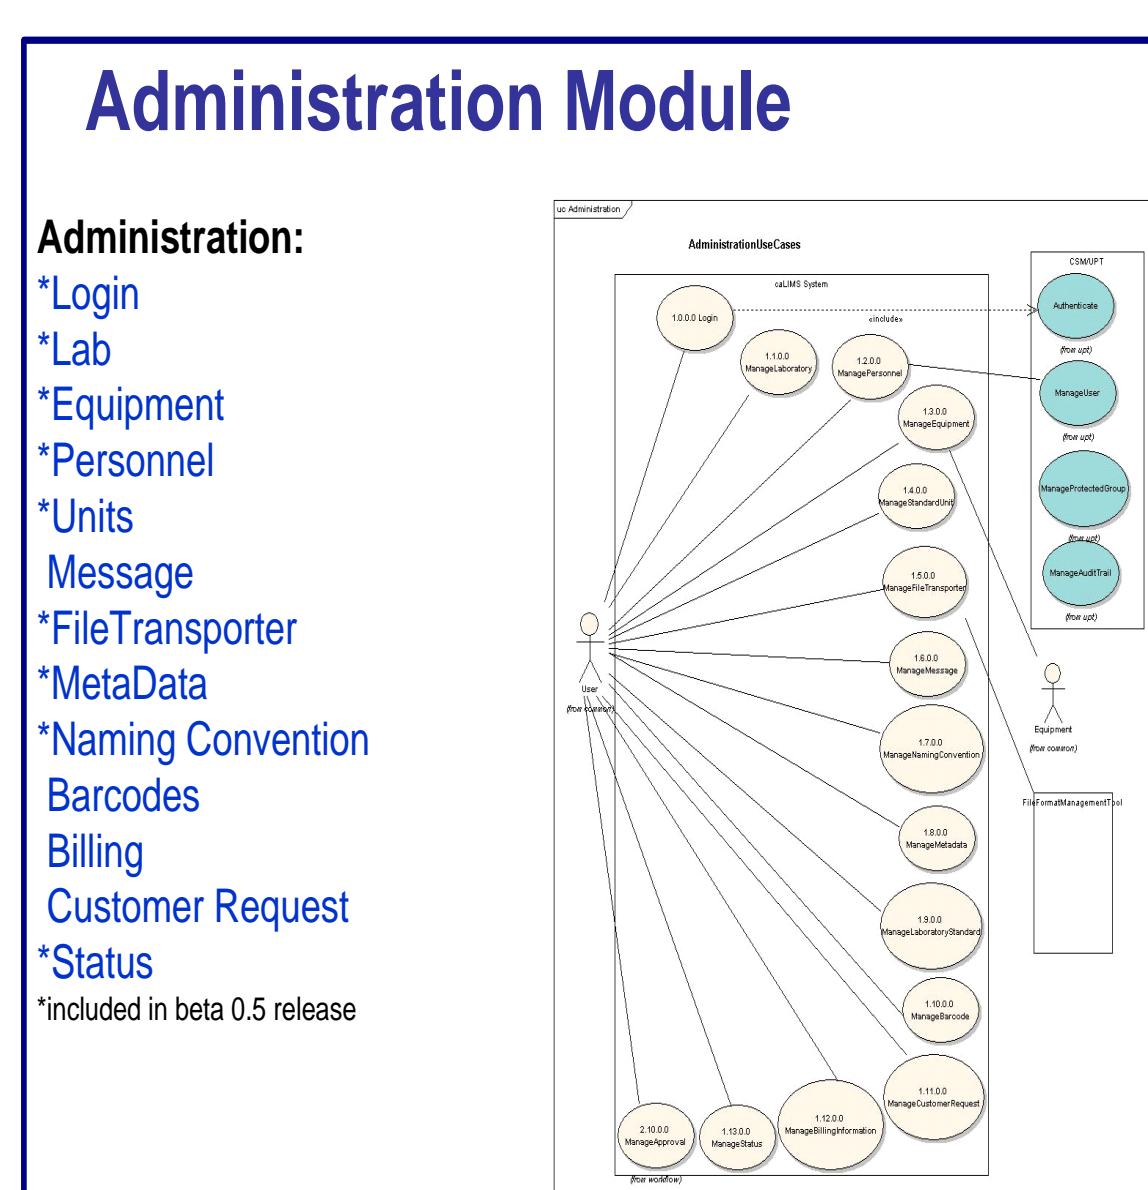 Administration Module
Administration:
*Login
*Lab
*Equipment
*Personnel
*Units
Message
*FileTransporter
*MetaData
*Naming Convention
Barcodes
Billing
Customer Request
*Status
*included in beta 0.5 release
uc Administration
AdministrationUseCases
caLIMS System
CSM/UPT
1.0.0.0 Login
«include»
Authenticate
(from upt)
1.1.0.0
ManageLaboratory
1.2.0.0
ManagePersonnel
ManageUser
(from upt)
1.3.0.0
ManageEquipment
1.4.0.0
ManageStandardUnit
ManageProtectedGroup
(from upt)
1.5.0.0
ManageFileTransporter
ManageAuditTrail
(from upt)
1.6.0.0
ManageMessage
User
(from common)
Equipment
(from common)
1.7.0.0
ManageNamingConvention
FileFormatManagementTool
1.8.0.0
ManageMetadata
1.9.0.0
ManageLaboratoryStandard
1.10.0.0
ManageBarcode
1.11.0.0
ManageCustomerRequest
1.12.0.0
ManageBillingInformation
1.13.0.0
ManageStatus
2.10.0.0
ManageApproval
(from workflow)